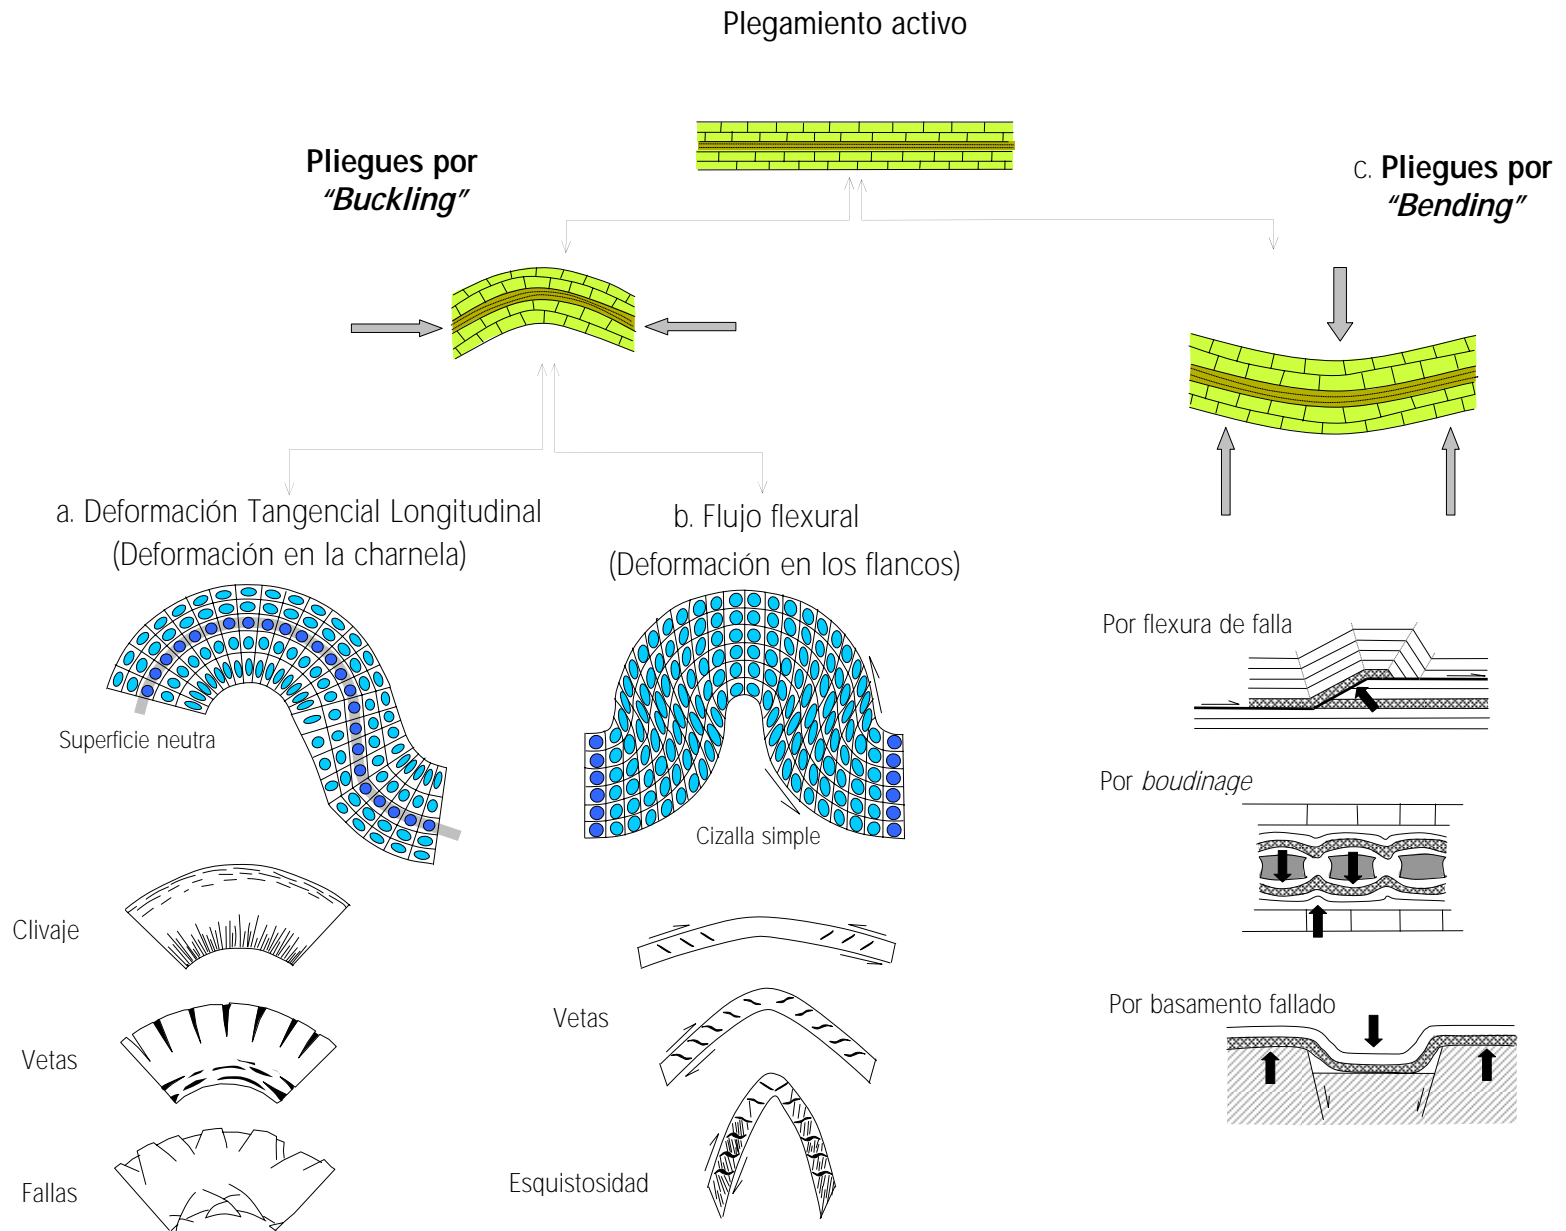 Plegamiento activo
Pliegues por
“Buckling”
c. Pliegues por
“Bending”
a. Deformación Tangencial Longitudinal
(Deformación en la charnela)
b. Flujo flexural
(Deformación en los flancos)
Superficie neutra
Cizalla simple
Clivaje
Vetas
Fallas
Vetas
Esquistosidad
Por flexura de falla
Por boudinage
Por basamento fallado